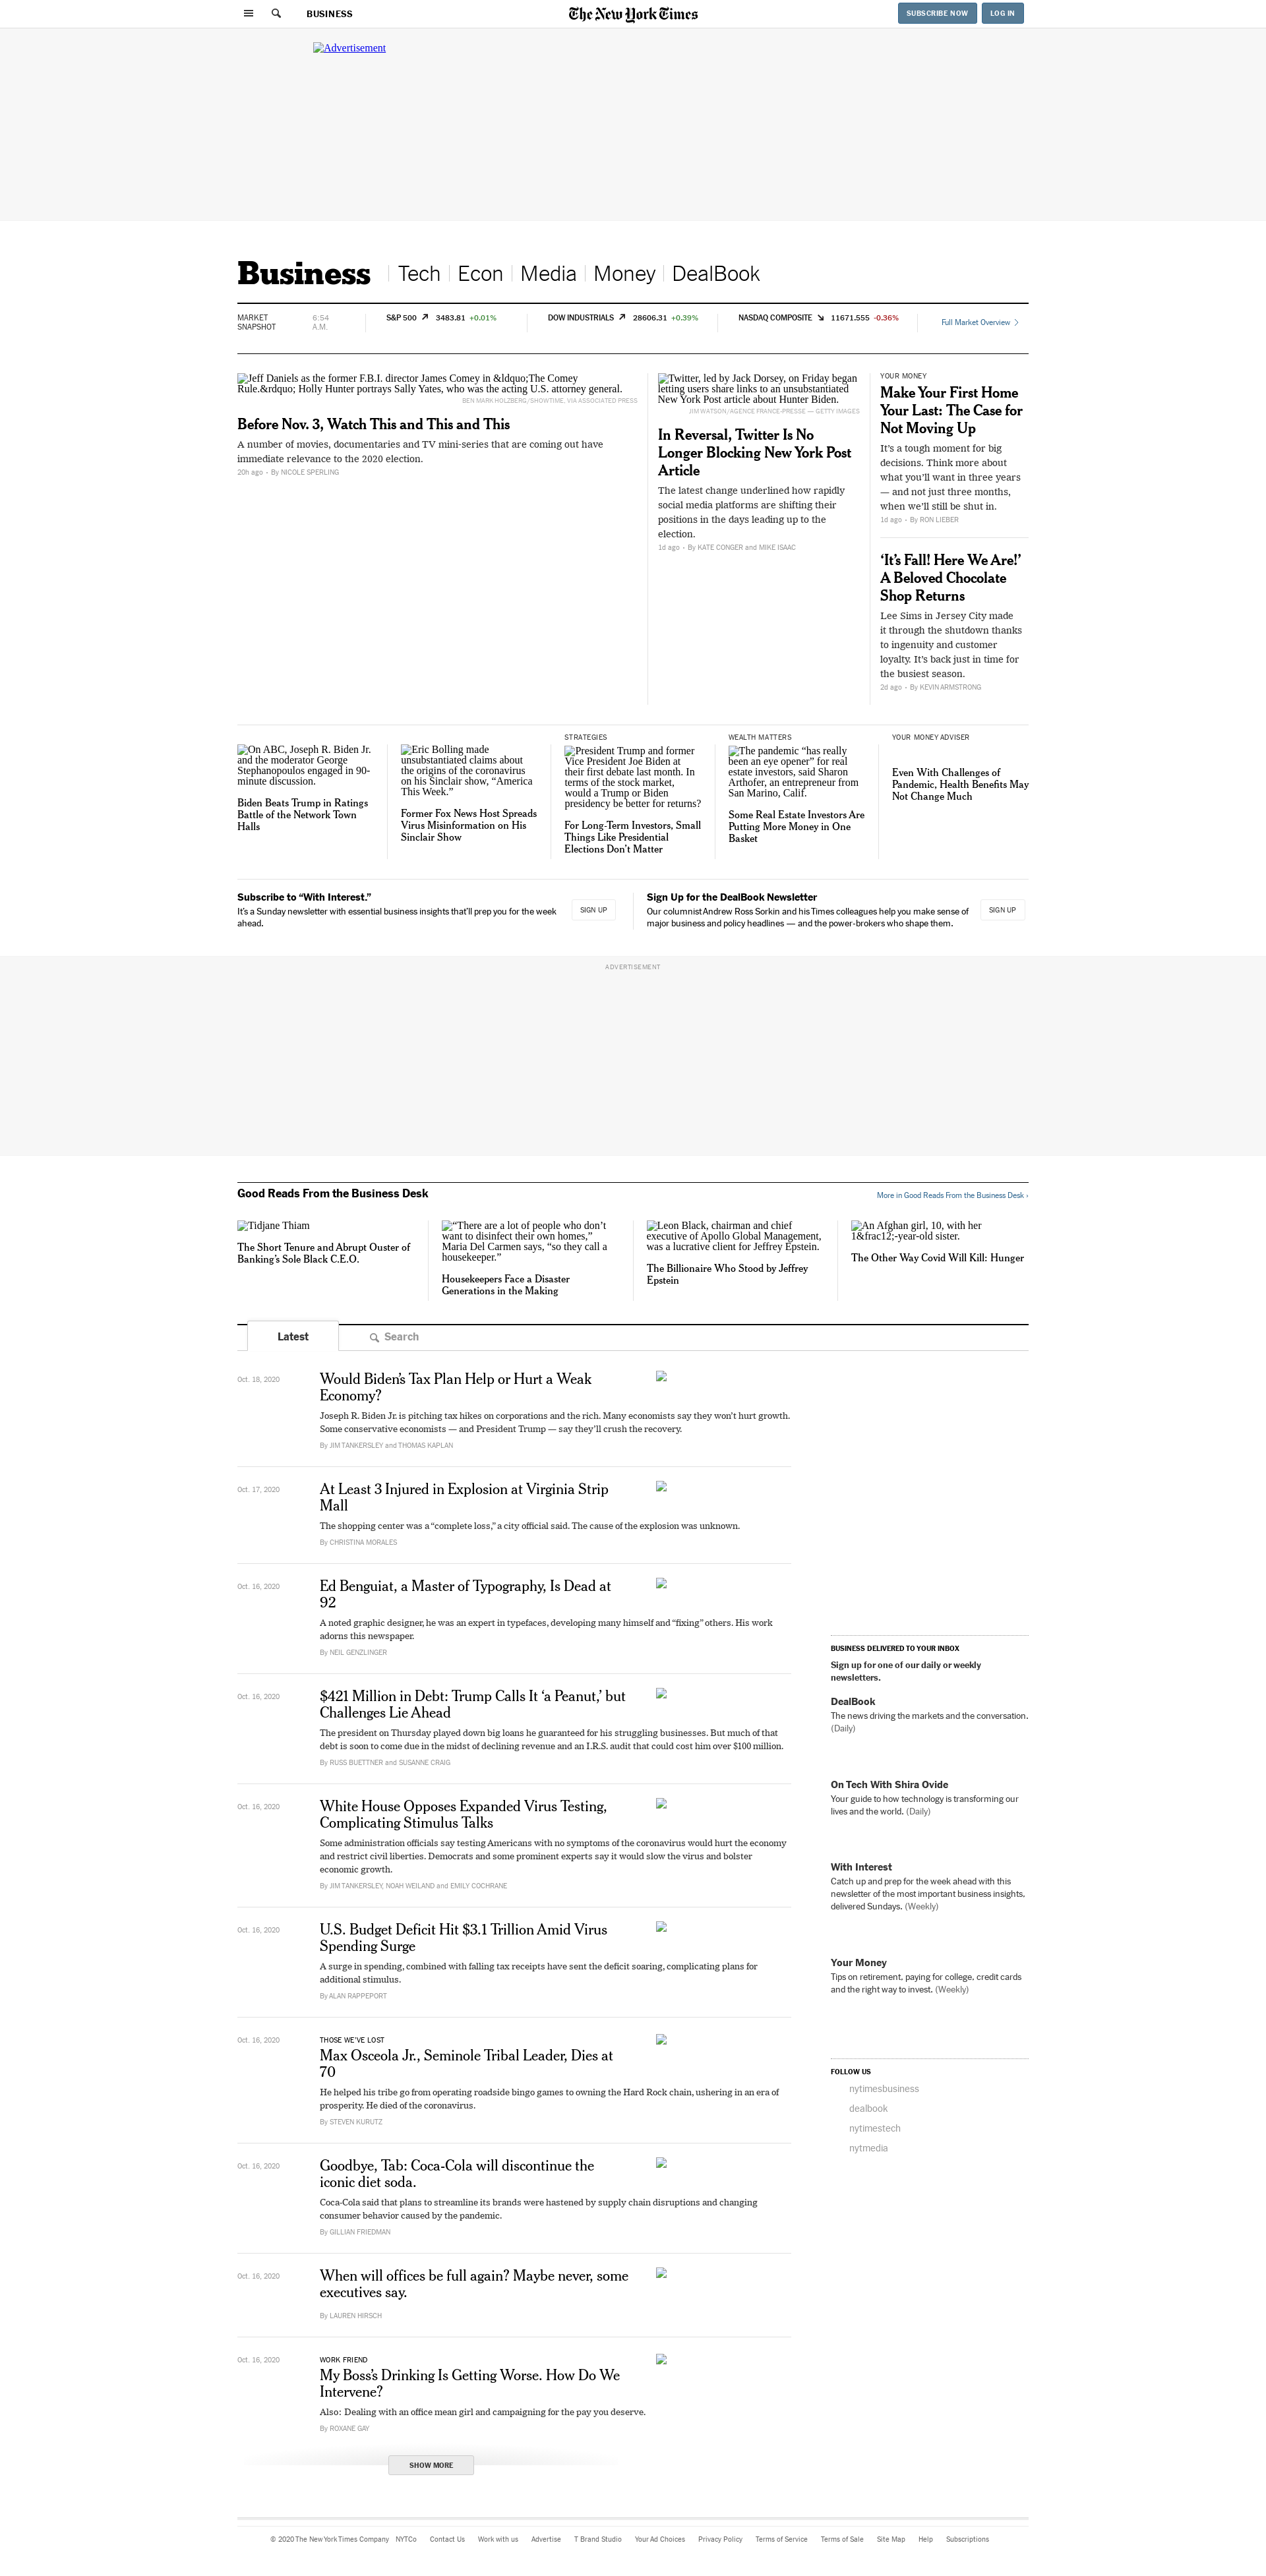 BUSINESS
The New York Times
SUBSCRIBE NOW
LOG IN
Advertisement
Business
Tech
Econ
Media
Money
DealBook
MARKET
SNAPSHOT
6:54
A.M.
S&P 500 3483.81 +0.01%
DOW INDUSTRIALS 28606.31 +0.39%
NASDAQ COMPOSITE 11671.555 -0.36%
Full Market Overview
Jeff Daniels as the former F.B.I. director James Comey in &ldquo;The Comey
Rule.&rdquo; Holly Hunter portrays Sally Yates, who was the acting U.S. attorney general.
BEN MARK HOLZBERG/SHOWTIME, VIA ASSOCIATED PRESS
Before Nov. 3, Watch This and This and This
A number of movies, documentaries and TV mini-series that are coming out have
immediate relevance to the 2020 election.
20h ago • By NICOLE SPERLING
Twitter, led by Jack Dorsey, on Friday began
letting users share links to an unsubstantiated
New York Post article about Hunter Biden.
JIM WATSON/AGENCE FRANCE-PRESSE — GETTY IMAGES
In Reversal, Twitter Is No
Longer Blocking New York Post
Article
The latest change underlined how rapidly
social media platforms are shifting their
positions in the days leading up to the
election.
1d ago • By KATE CONGER and MIKE ISAAC
YOUR MONEY
Make Your First Home
Your Last: The Case for
Not Moving Up
It’s a tough moment for big
decisions. Think more about
what you’ll want in three years
— and not just three months,
when we’ll still be shut in.
1d ago • By RON LIEBER
‘It’s Fall! Here We Are!’
A Beloved Chocolate
Shop Returns
Lee Sims in Jersey City made
it through the shutdown thanks
to ingenuity and customer
loyalty. It’s back just in time for
the busiest season.
2d ago • By KEVIN ARMSTRONG
On ABC, Joseph R. Biden Jr.
and the moderator George
Stephanopoulos engaged in 90-
minute discussion.
Biden Beats Trump in Ratings
Battle of the Network Town
Halls
Eric Bolling made
unsubstantiated claims about
the origins of the coronavirus
on his Sinclair show, “America
This Week.”
Former Fox News Host Spreads
Virus Misinformation on His
Sinclair Show
STRATEGIES
President Trump and former
Vice President Joe Biden at
their first debate last month. In
terms of the stock market,
would a Trump or Biden
presidency be better for returns?
For Long-Term Investors, Small
Things Like Presidential
Elections Don’t Matter
WEALTH MATTERS
The pandemic “has really
been an eye opener” for real
estate investors, said Sharon
Arthofer, an entrepreneur from
San Marino, Calif.
Some Real Estate Investors Are
Putting More Money in One
Basket
YOUR MONEY ADVISER
Even With Challenges of
Pandemic, Health Benefits May
Not Change Much
Subscribe to “With Interest.”
It’s a Sunday newsletter with essential business insights that’ll prep you for the week
ahead.
SIGN UP
Sign Up for the DealBook Newsletter
Our columnist Andrew Ross Sorkin and his Times colleagues help you make sense of
major business and policy headlines — and the power-brokers who shape them.
SIGN UP
ADVERTISEMENT
Good Reads From the Business Desk
More in Good Reads From the Business Desk ›
Tidjane Thiam
The Short Tenure and Abrupt Ouster of
Banking’s Sole Black C.E.O.
“There are a lot of people who don’t
want to disinfect their own homes,”
Maria Del Carmen says, “so they call a
housekeeper.”
Housekeepers Face a Disaster
Generations in the Making
Leon Black, chairman and chief
executive of Apollo Global Management,
was a lucrative client for Jeffrey Epstein.
The Billionaire Who Stood by Jeffrey
Epstein
An Afghan girl, 10, with her
1&frac12;-year-old sister.
The Other Way Covid Will Kill: Hunger
Latest
Search
Oct. 18, 2020
Would Biden’s Tax Plan Help or Hurt a Weak
Economy?
Joseph R. Biden Jr. is pitching tax hikes on corporations and the rich. Many economists say they won’t hurt growth.
Some conservative economists — and President Trump — say they’ll crush the recovery.
By JIM TANKERSLEY and THOMAS KAPLAN
Oct. 17, 2020
At Least 3 Injured in Explosion at Virginia Strip
Mall
The shopping center was a “complete loss,” a city official said. The cause of the explosion was unknown.
By CHRISTINA MORALES
Oct. 16, 2020
Ed Benguiat, a Master of Typography, Is Dead at
92
A noted graphic designer, he was an expert in typefaces, developing many himself and “fixing” others. His work
adorns this newspaper.
By NEIL GENZLINGER
Oct. 16, 2020
$421 Million in Debt: Trump Calls It ‘a Peanut,’ but
Challenges Lie Ahead
The president on Thursday played down big loans he guaranteed for his struggling businesses. But much of that
debt is soon to come due in the midst of declining revenue and an I.R.S. audit that could cost him over $100 million.
By RUSS BUETTNER and SUSANNE CRAIG
Oct. 16, 2020
White House Opposes Expanded Virus Testing,
Complicating Stimulus Talks
Some administration officials say testing Americans with no symptoms of the coronavirus would hurt the economy
and restrict civil liberties. Democrats and some prominent experts say it would slow the virus and bolster
economic growth.
By JIM TANKERSLEY, NOAH WEILAND and EMILY COCHRANE
Oct. 16, 2020
U.S. Budget Deficit Hit $3.1 Trillion Amid Virus
Spending Surge
A surge in spending, combined with falling tax receipts have sent the deficit soaring, complicating plans for
additional stimulus.
By ALAN RAPPEPORT
Oct. 16, 2020
THOSE WE’VE LOST
Max Osceola Jr., Seminole Tribal Leader, Dies at
70
He helped his tribe go from operating roadside bingo games to owning the Hard Rock chain, ushering in an era of
prosperity. He died of the coronavirus.
By STEVEN KURUTZ
Oct. 16, 2020
Goodbye, Tab: Coca-Cola will discontinue the
iconic diet soda.
Coca-Cola said that plans to streamline its brands were hastened by supply chain disruptions and changing
consumer behavior caused by the pandemic.
By GILLIAN FRIEDMAN
Oct. 16, 2020
When will offices be full again? Maybe never, some
executives say.
By LAUREN HIRSCH
Oct. 16, 2020
WORK FRIEND
My Boss’s Drinking Is Getting Worse. How Do We
Intervene?
Also: Dealing with an office mean girl and campaigning for the pay you deserve.
By ROXANE GAY
SHOW MORE
BUSINESS DELIVERED TO YOUR INBOX
Sign up for one of our daily or weekly
newsletters.
DealBook
The news driving the markets and the conversation.
(Daily)
On Tech With Shira Ovide
Your guide to how technology is transforming our
lives and the world. (Daily)
With Interest
Catch up and prep for the week ahead with this
newsletter of the most important business insights,
delivered Sundays. (Weekly)
Your Money
Tips on retirement, paying for college, credit cards
and the right way to invest. (Weekly)
FOLLOW US
nytimesbusiness
dealbook
nytimestech
nytmedia
© 2020 The New York Times Company NYTCo Contact Us Work with us Advertise T Brand Studio Your Ad Choices Privacy Policy Terms of Service Terms of Sale Site Map Help Subscriptions